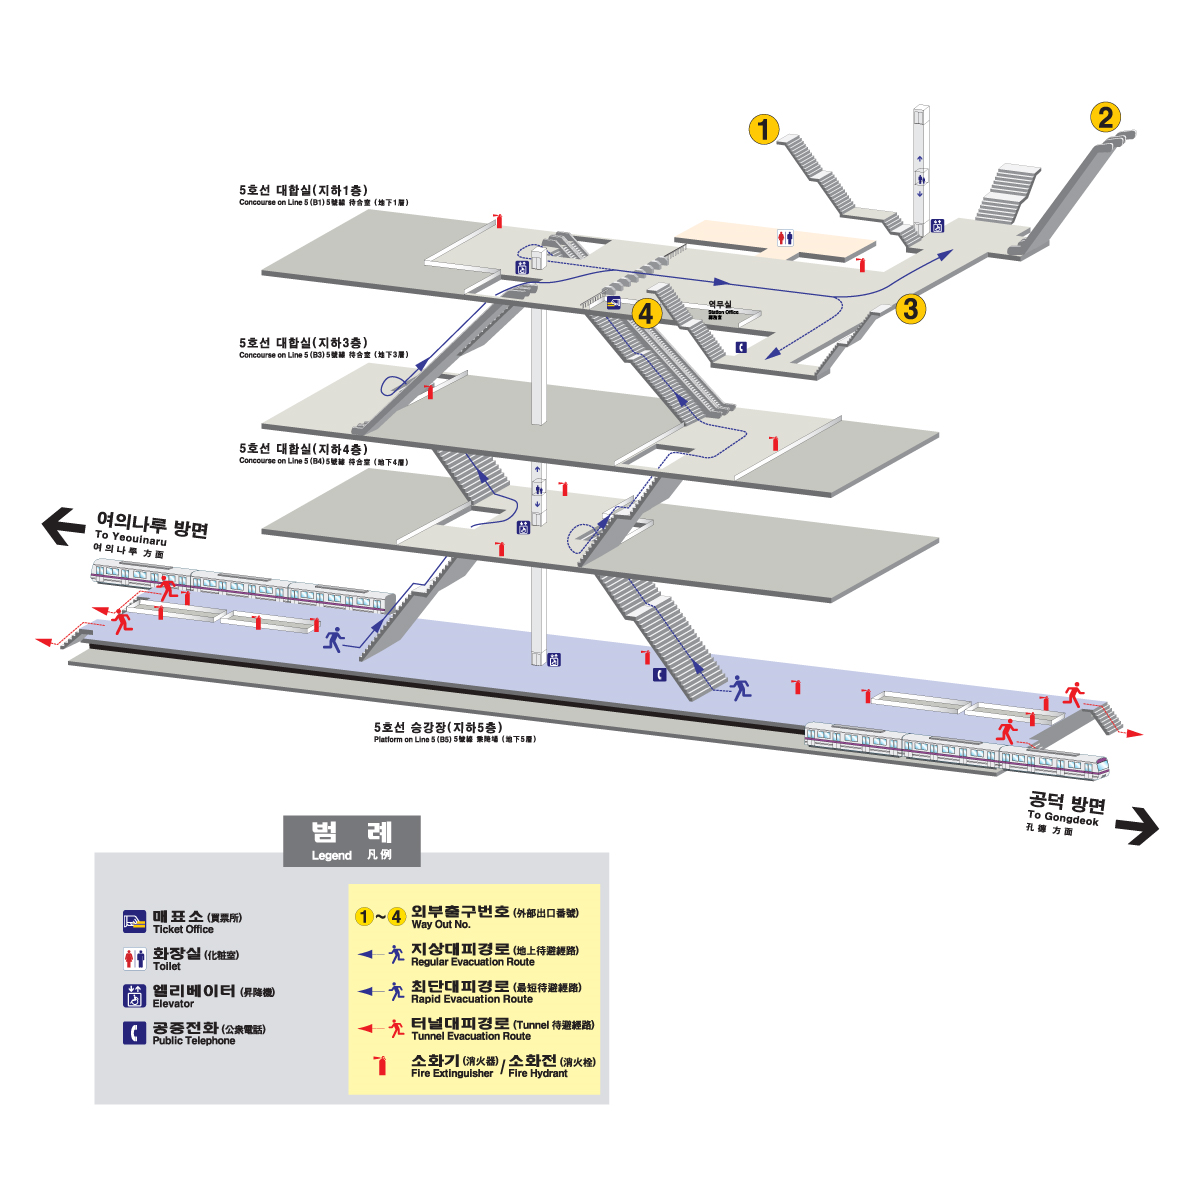 1
2
5호선 대합실(지하1층)
Concourse on Line 5 (B1) 5號線 待合室 (地下1層)
4
역무실
Station Office
驛務室
3
5호선 대합실(지하3층)
Concourse on Line 5 (B3) 5號線 待合室 (地下3層)
5호선 대합실(지하4층)
Concourse on Line 5 (B4) 5號線 待合室 (地下4層)
여의나루 방면
To Yeouinaru
여의나루 方面
5호선 승강장(지하5층)
Platform on Line 5 (B5) 5號線 乘降場 (地下5層)
공덕 방면
To Gongdeok
孔德 方面
범 례
Legend 凡例
매표소 (買票所)
Ticket Office
화장실 (化粧室)
Toilet
엘리베이터 (昇降機)
Elevator
공중전화 (公衆電話)
Public Telephone
1~4 외부출구번호 (外部出口番號)
Way Out No.
지상대피경로 (地上待避經路)
Regular Evacuation Route
최단대피경로 (最短待避經路)
Rapid Evacuation Route
터널대피경로 (Tunnel 待避經路)
Tunnel Evacuation Route
소화기 (消火器) / 소화전 (消火栓)
Fire Extinguisher / Fire Hydrant